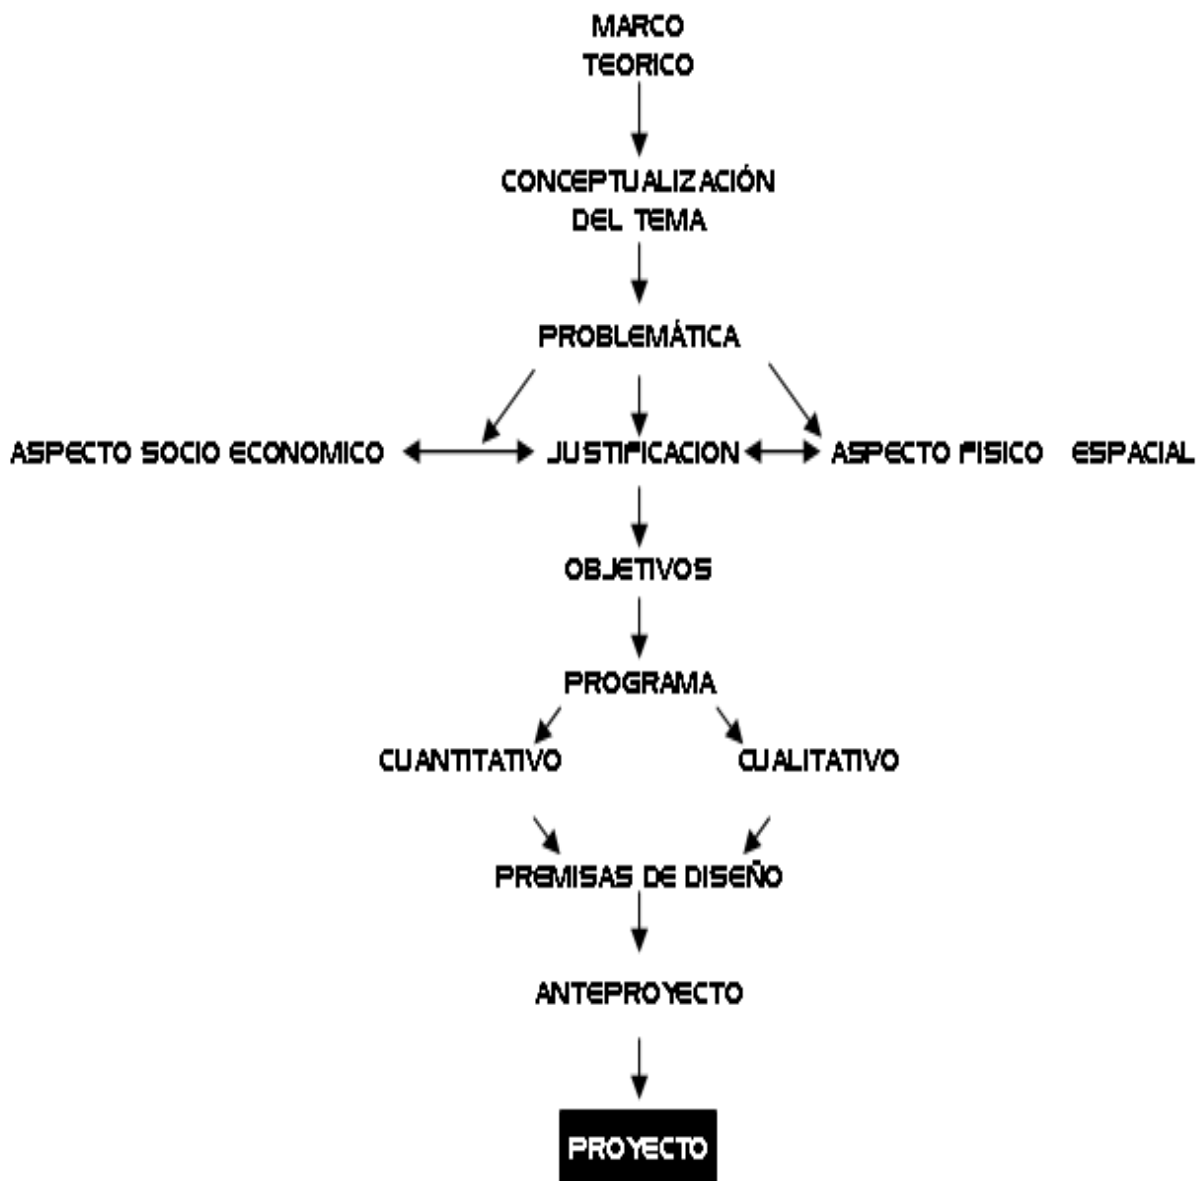 MARCO
TEORICO
CONCEPTUALIZACIÓN
DEL TEMA
PROBLEMÁTICA
ASPECTO SOCIO ECONOMICO JUSTIFICACION ASPECTO FISICO ESPACIAL
OBJETIVOS
PROGRAMA
CUANTITATIVO CUALITATIVO
PREMISAS DE DISEÑO
ANTEPROYECTO
PROYECTO